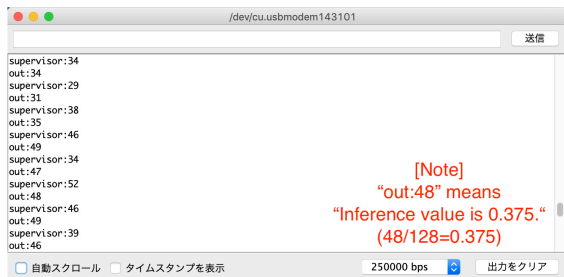 /dev/cu.usbmodem143101
送信
supervisor:34
out:34
supervisor:29
out:31
supervisor:38
out:35
supervisor:46
out:49
supervisor:34
out:47
supervisor:52
out:48
supervisor:46
out:49
supervisor:39
out:46
[Note]
“out:48” means
“Inference value is 0.375.“
(48/128=0.375)
自動スクロール タイムスタンプを表示 250000 bps 出力をクリア